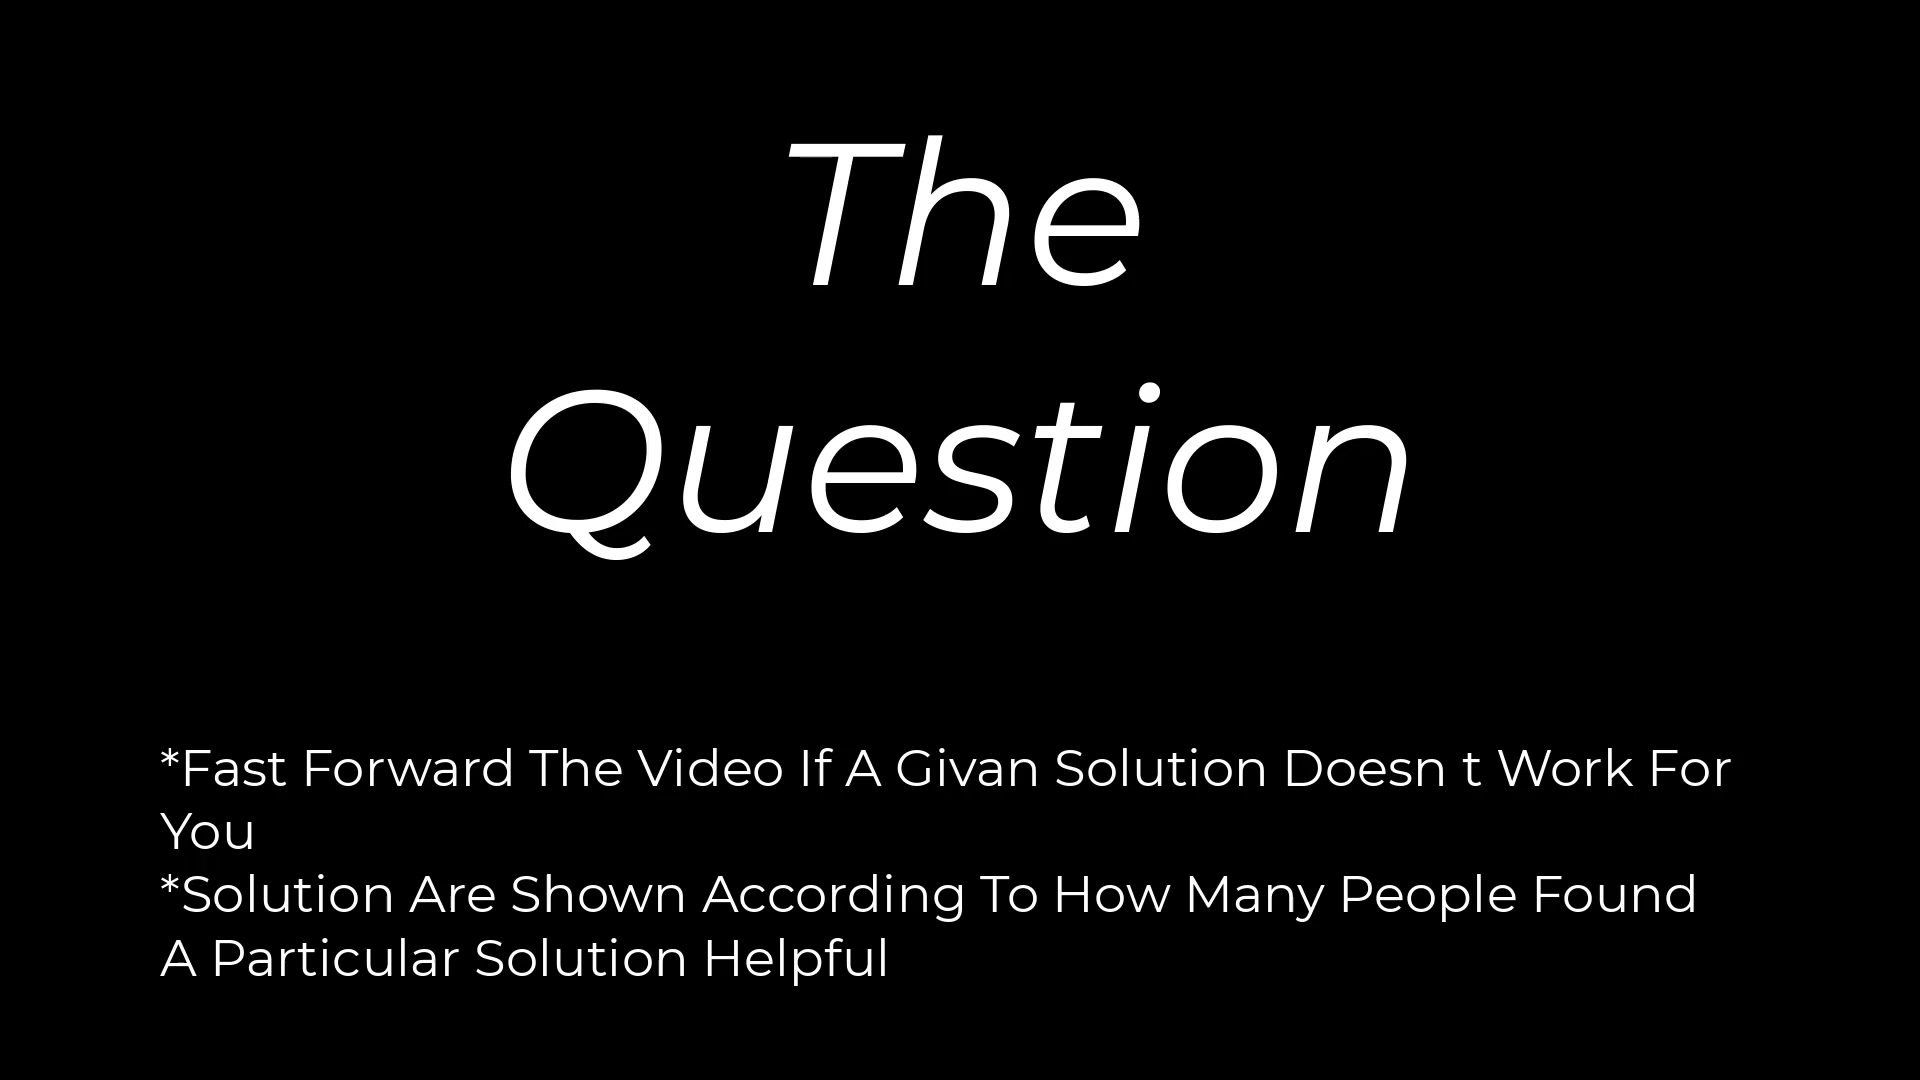 The
Question
*Fast Forward The Video If A Givan Solution Doesn t Work For
You
*Solution Are Shown According To How Many People Found
A Particular Solution Helpful